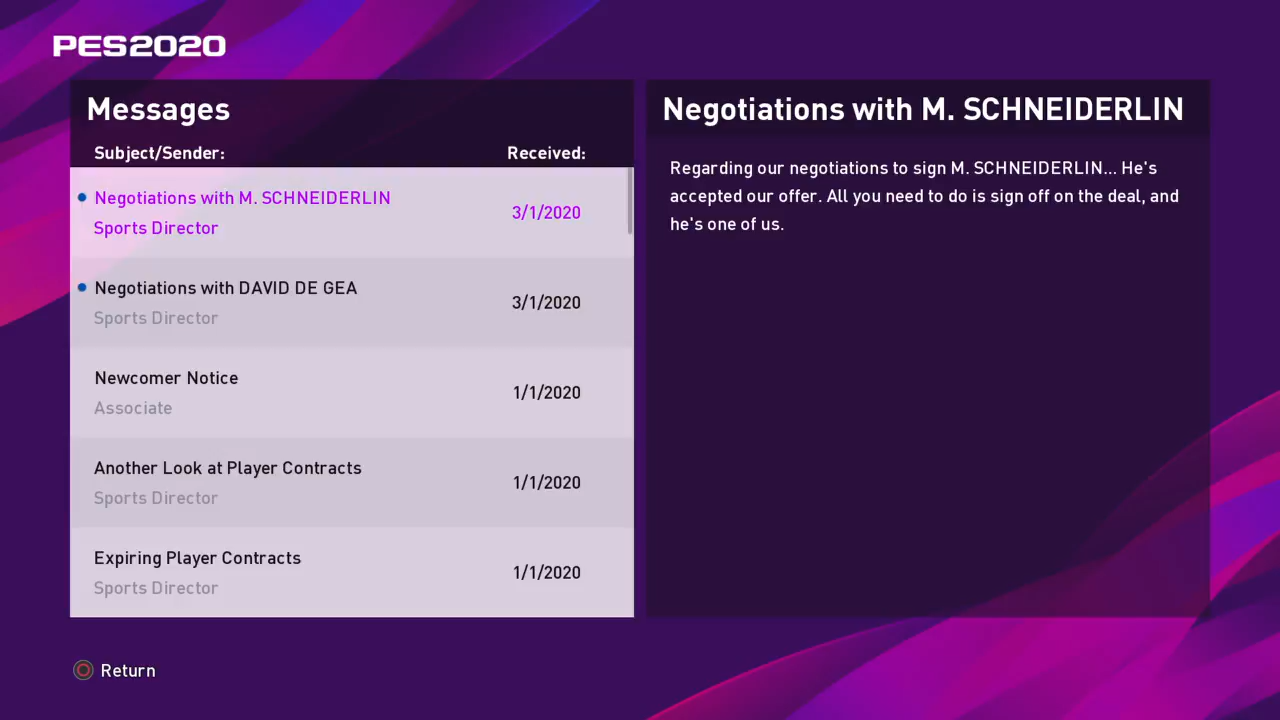 PES2020
Messages
Subject/Sender:
Received:
Negotiations with M. SCHNEIDERLIN
Sports Director
3/1/2020
Negotiations with DAVID DE GEA
Sports Director
3/1/2020
Newcomer Notice
Associate
1/1/2020
Another Look at Player Contracts
Sports Director
1/1/2020
Expiring Player Contracts
Sports Director
1/1/2020
Negotiations with M. SCHNEIDERLIN
Regarding our negotiations to sign M. SCHNEIDERLIN... He's
accepted our offer. All you need to do is sign off on the deal, and
he's one of us.
Return